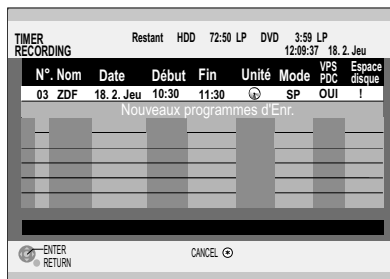 TIMER
RECORDING
Restant HDD 72:50 LP DVD 3:59 LP
12:09:37 18. 2. Jeu
N°. Nom Date Début Fin Unité Mode VPS PDC Espace disque
03 ZDF 18. 2. Jeu 10:30 11:30 SP OUI !
Nouveaux programmes d'Enr.
ENTER
RETURN
CANCEL